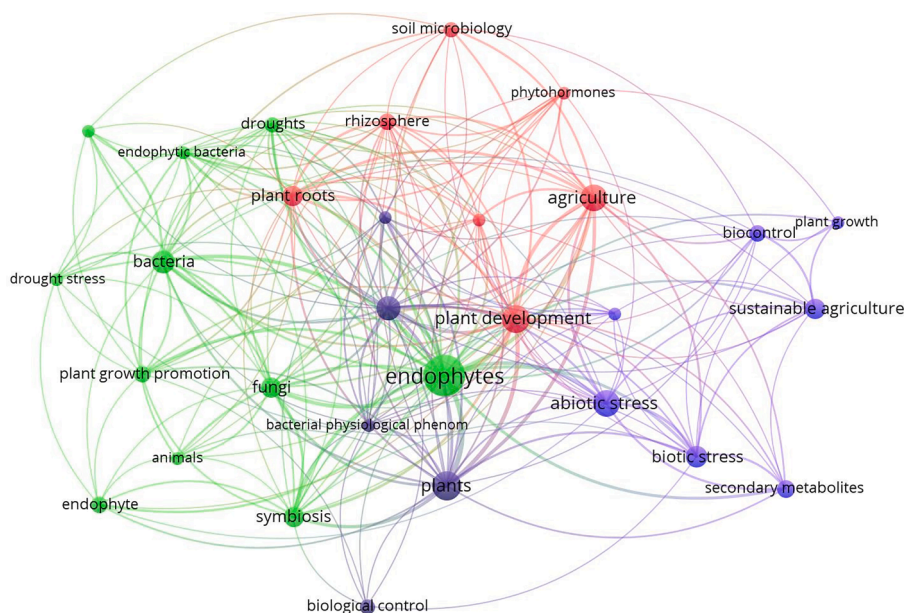 soil microbiology
phytohormones
rhizosphere
droughts
endophytic bacteria
plant roots
agriculture
plant growth
biocontrol
bacteria
drought stress
sustainable agriculture
plant development
plant growth promotion
endophytes
fungi
abiotic stress
bacterial physiological phenom
animals
biotic stress
plants
secondary metabolites
endophyte
symbiosis
biological control